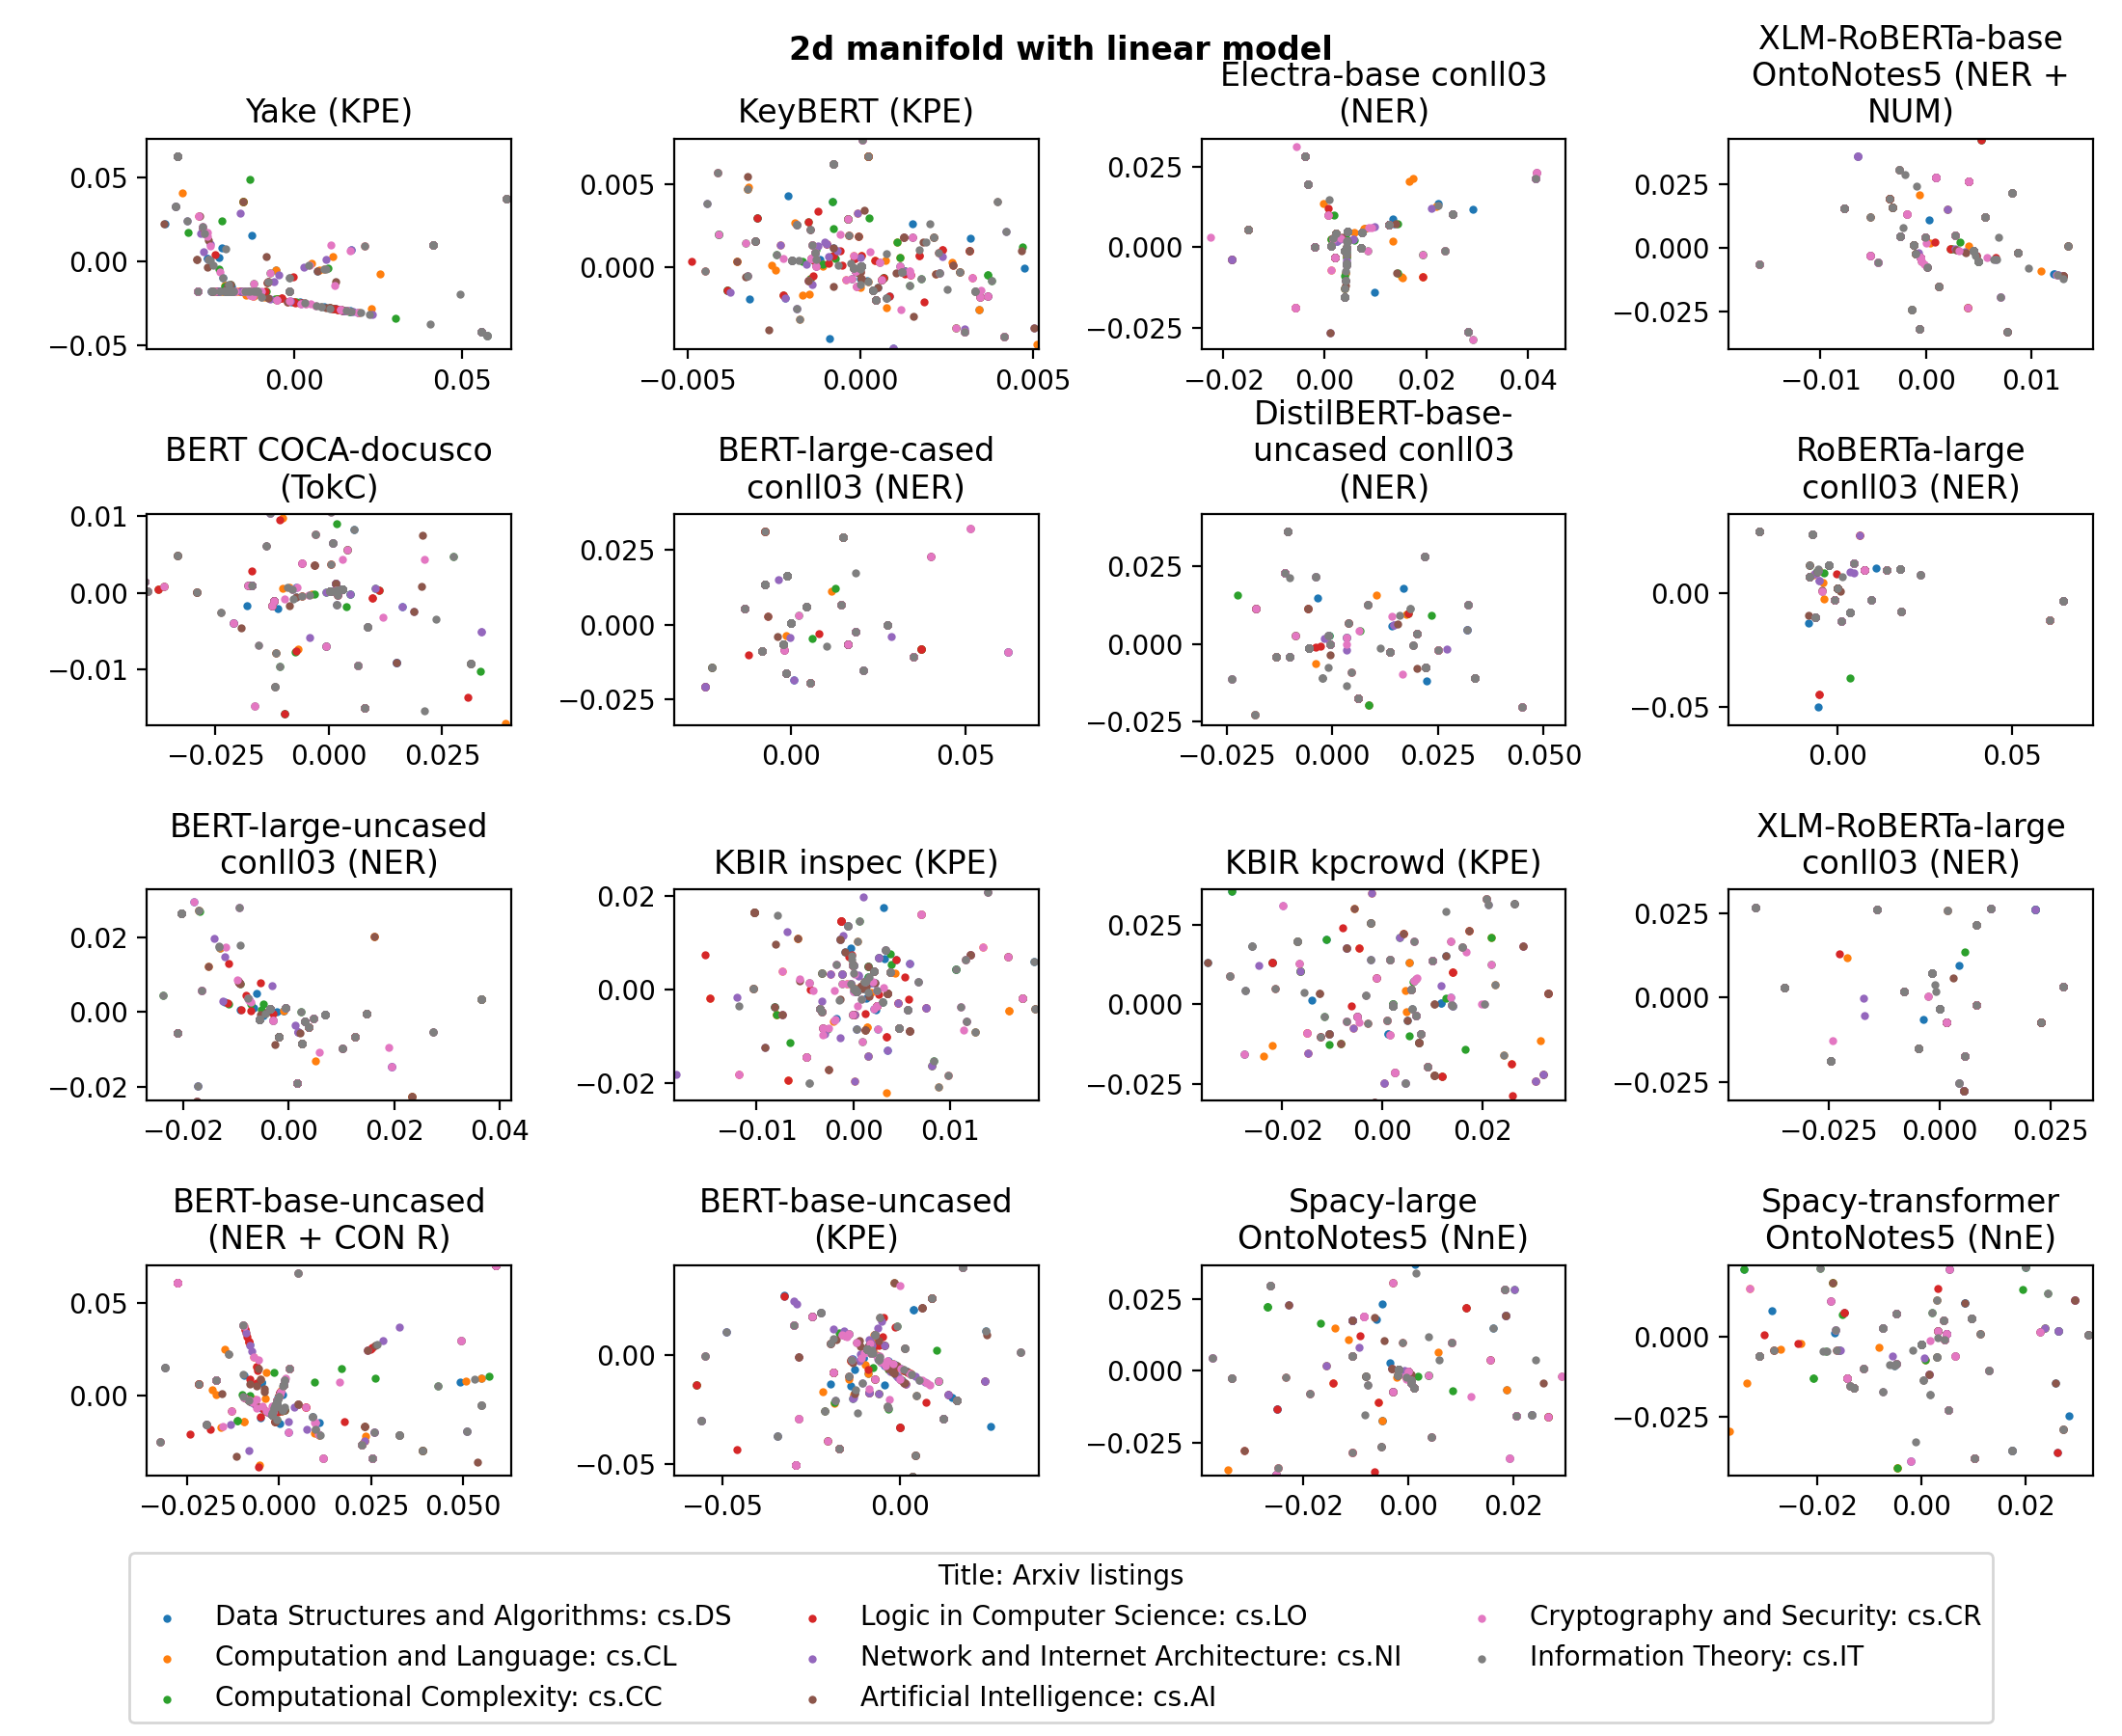 2d manifold with linear model
Yake (KPE)
KeyBERT (KPE)
Electra-base conll03
(NER)
XLM-RoBERTa-base
OntoNotes5 (NER +
NUM)
0.05
0.00
−0.05
0.00 0.05
0.005
0.000
−0.005 0.000 0.005
0.025
0.000
−0.025
−0.02 0.00 0.02 0.04
0.025
0.000
−0.025
−0.01 0.00 0.01
BERT COCA-docusco
(TokC)
BERT-large-cased
conll03 (NER)
DistilBERT-base-
uncased conll03
(NER)
RoBERTa-large
conll03 (NER)
0.01
0.00
−0.01
−0.025 0.000 0.025
0.025
0.000
−0.025
0.00 0.05
0.025
0.000
−0.025
−0.025 0.000 0.025 0.050
0.00
−0.05
0.00 0.05
BERT-large-uncased
conll03 (NER)
KBIR inspec (KPE)
KBIR kpcrowd (KPE)
XLM-RoBERTa-large
conll03 (NER)
0.02
0.00
−0.02
−0.02 0.00 0.02 0.04
0.02
0.00
−0.02
−0.01 0.00 0.01
0.025
0.000
−0.025
−0.02 0.00 0.02
0.025
0.000
−0.025
−0.025 0.000 0.025
BERT-base-uncased
(NER + CON R)
BERT-base-uncased
(KPE)
Spacy-large
OntoNotes5 (NnE)
Spacy-transformer
OntoNotes5 (NnE)
0.05
0.00
−0.025 0.000 0.025 0.050
0.00
−0.05
−0.05 0.00
0.025
0.000
−0.025
−0.02 0.00 0.02
0.000
−0.025
−0.02 0.00 0.02
Title: Arxiv listings
Data Structures and Algorithms: cs.DS
Computation and Language: cs.CL
Computational Complexity: cs.CC
Logic in Computer Science: cs.LO
Network and Internet Architecture: cs.NI
Artificial Intelligence: cs.AI
Cryptography and Security: cs.CR
Information Theory: cs.IT